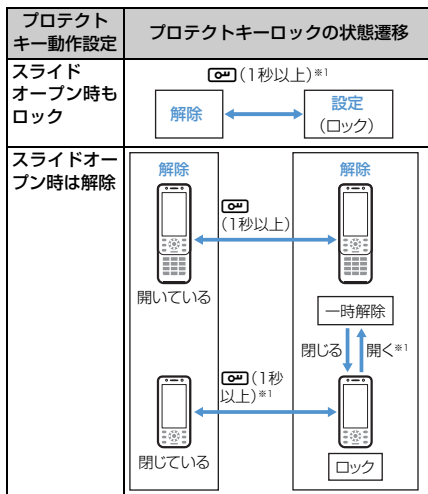 プロテクト
キー動作設定
プロテクトキーロックの状態遷移
スライド
オープン時も
ロック
(1秒以上)※1
解除
設定
(ロック)
スライドオー
プン時は解除
解除
解除
(1秒以上)
開いている
一時解除
閉じる
開く※1
(1秒
以上)※1
閉じている
ロック